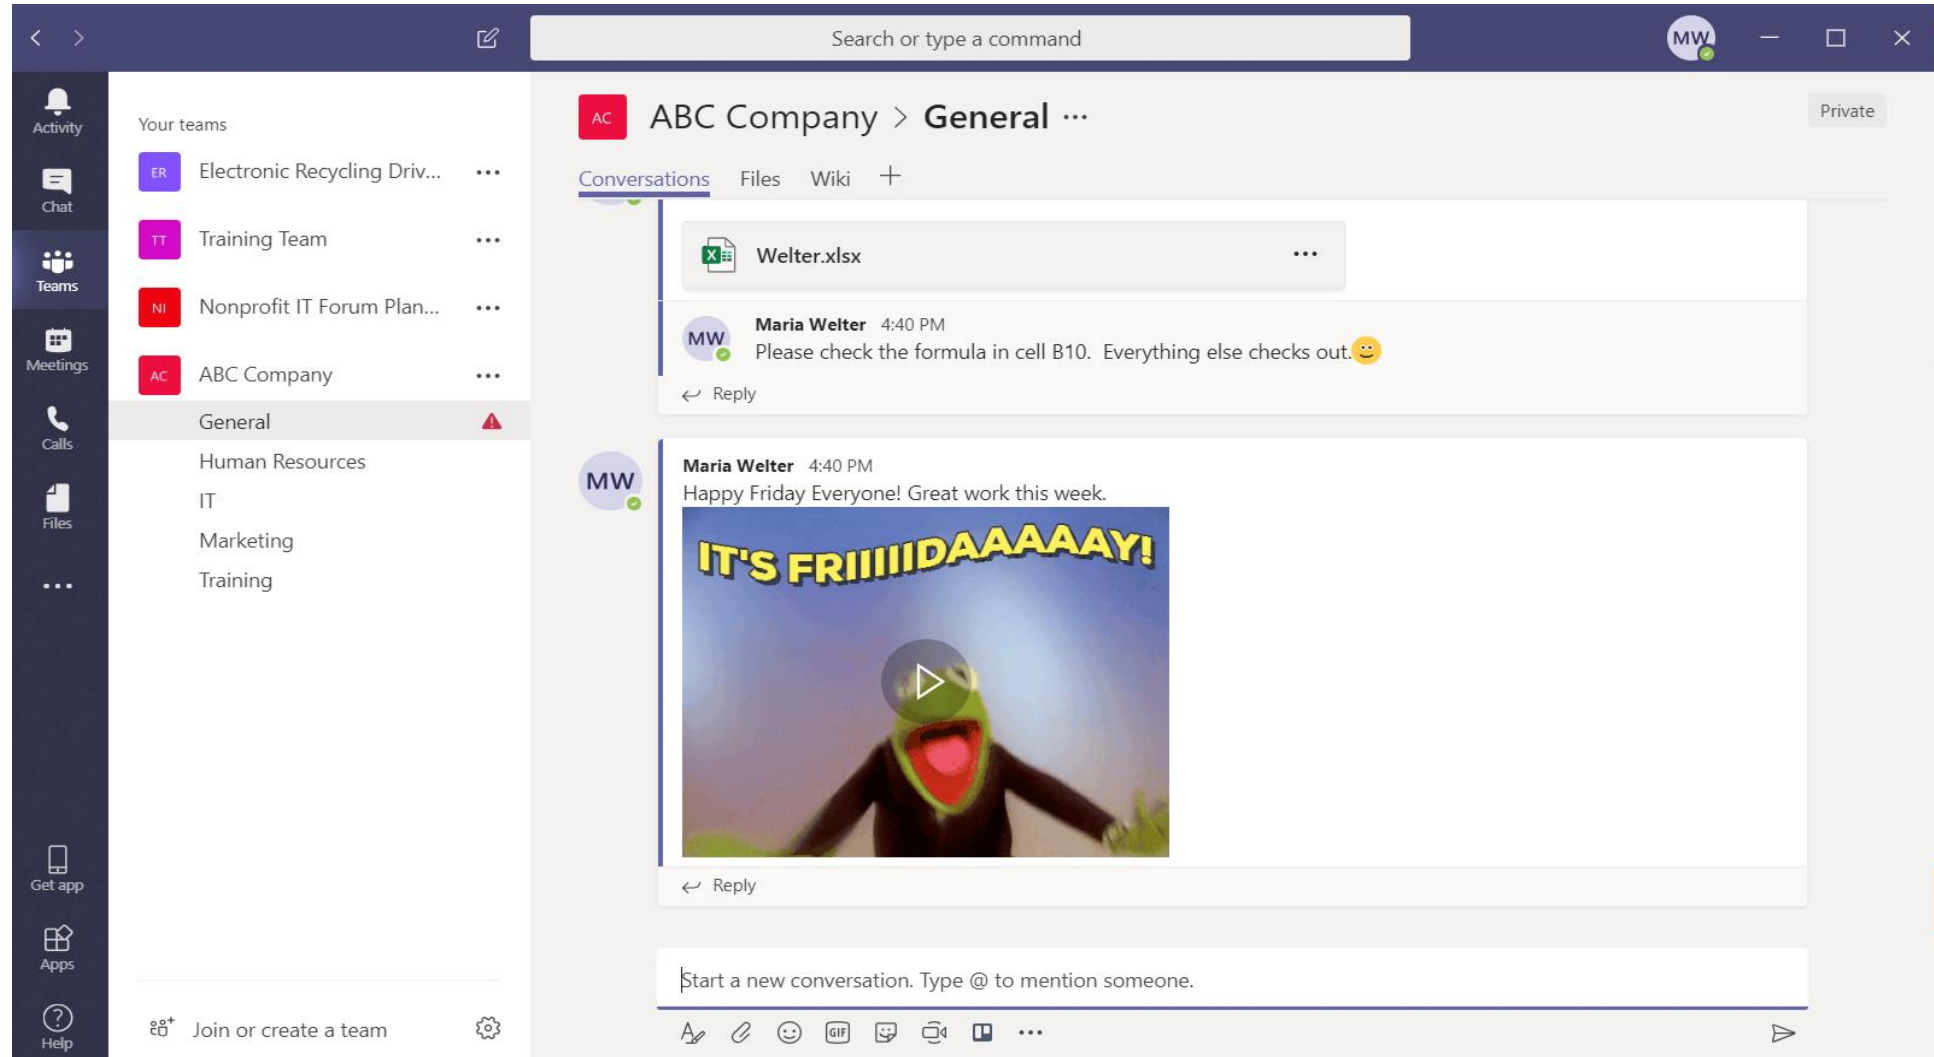 Search or type a command
MW
Activity
Chat
Teams
Meetings
Calls
Files
Get app
Apps
Help
Your teams
ER Electronic Recycling Driv...
TT Training Team
NI Nonprofit IT Forum Plan...
AC ABC Company
General
Human Resources
IT
Marketing
Training
Join or create a team
AC ABC Company > General
Private
Conversations Files Wiki
Welter.xlsx
MW
Maria Welter 4:40 PM
Please check the formula in cell B10. Everything else checks out.
Reply
MW
Maria Welter 4:40 PM
Happy Friday Everyone! Great work this week.
IT'S FRIIIIIDAAAAAY!
Reply
Start a new conversation. Type @ to mention someone.
GIF